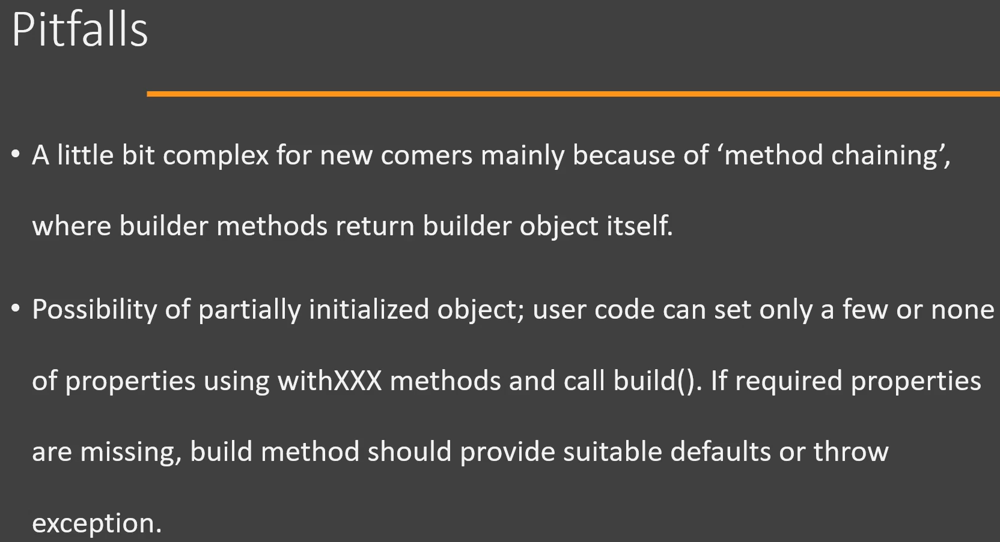 Pitfalls
• A little bit complex for new comers mainly because of ‘method chaining’,
where builder methods return builder object itself.
• Possibility of partially initialized object; user code can set only a few or none
of properties using withXXX methods and call build(). If required properties
are missing, build method should provide suitable defaults or throw
exception.